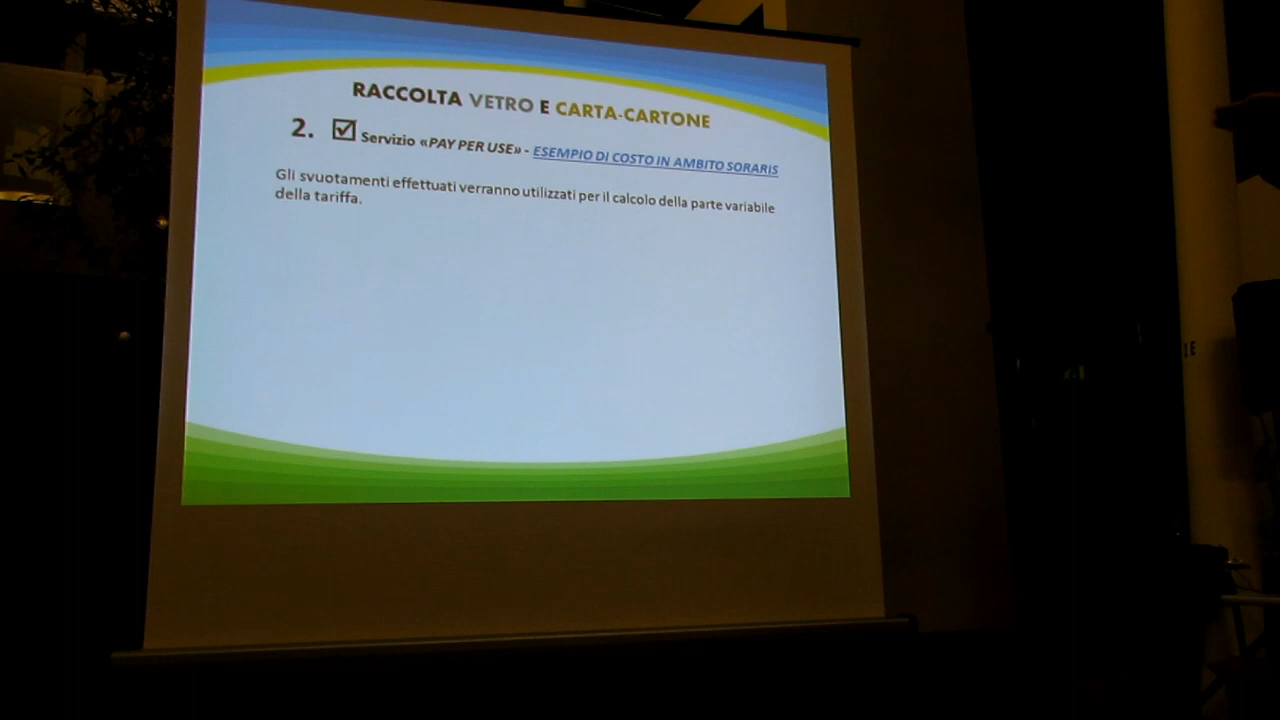 RACCOLTA VETRO E CARTA-CARTONE
2. Servizio «PAY PER USE» - ESEMPIO DI COSTO IN AMBITO SORARIS
Gli svuotamenti effettuati verranno utilizzati per il calcolo della parte variabile
della tariffa.